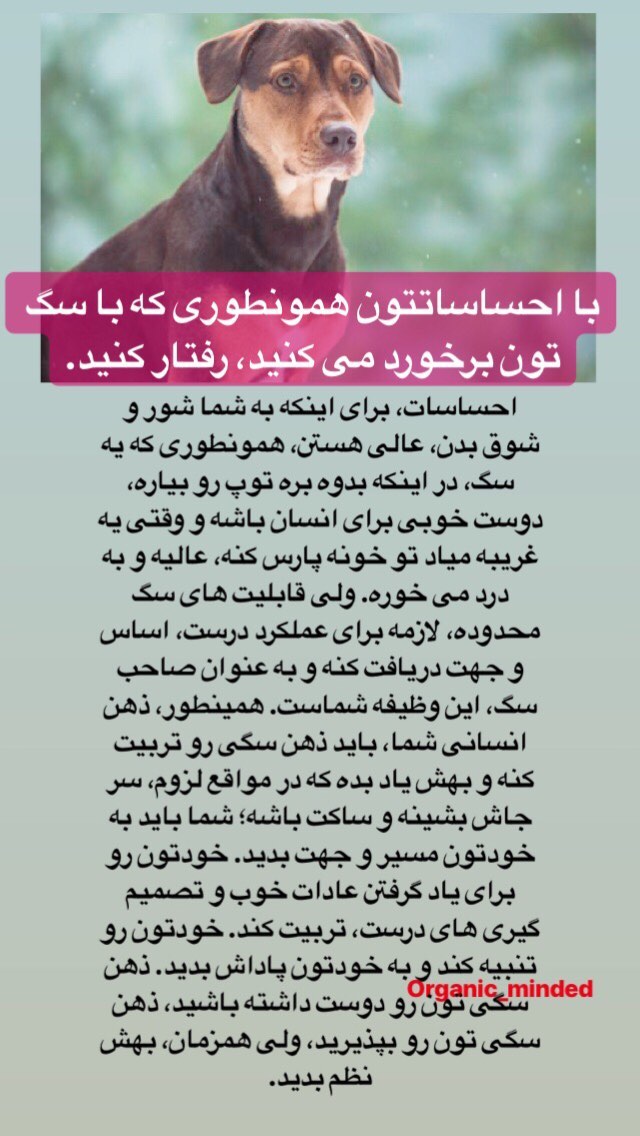 با احساساتتون همونطوری که با سگ
تون برخورد می کنید، رفتار کنید.
احساسات، برای اینکه به شما شور و
شوق بدن، عالی هستن، همونطوری که یه
سگ، در اینکه بدوه بره توپ رو بیاره،
دوست خوبی برای انسان باشه و وقتی یه
غریبه میاد تو خونه پارس کنه، عالیه و به
درد می خوره. ولی قابلیت های سگ
محدوده، لازمه برای عملکرد درست، اساس
و جهت دریافت کنه و به عنوان صاحب
سگ، این وظیفه شماست. همینطور، ذهن
انسانی شما، باید ذهن سگی رو تربیت
کنه و بهش یاد بده که در مواقع لزوم، سر
جاش بشینه و ساکت باشه؛ شما باید به
خودتون مسیر و جهت بدید. خودتون رو
برای یاد گرفتن عادات خوب و تصمیم
گیری های درست، تربیت کند. خودتون رو
تنبیه کند و به خودتون پاداش بدید. ذهن
Organic_minded
سگی تون رو دوست داشته باشید، ذهن
سگی تون رو بپذیرید، ولی همزمان، بهش
نظم بدید.